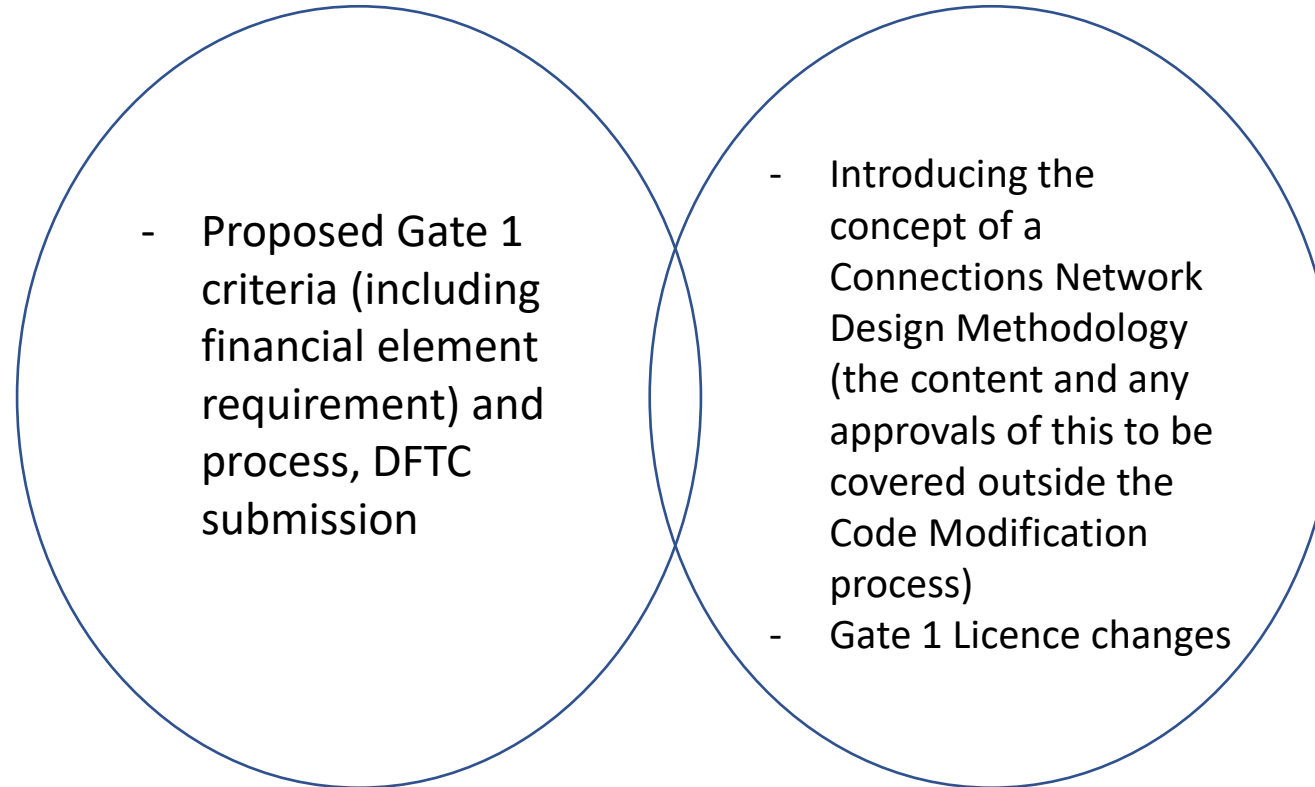 - Proposed Gate 1
criteria (including
financial element
requirement) and
process, DFTC
submission
- Introducing the
concept of a
Connections Network
Design Methodology
(the content and any
approvals of this to be
covered outside the
Code Modification
process)
- Gate 1 Licence changes